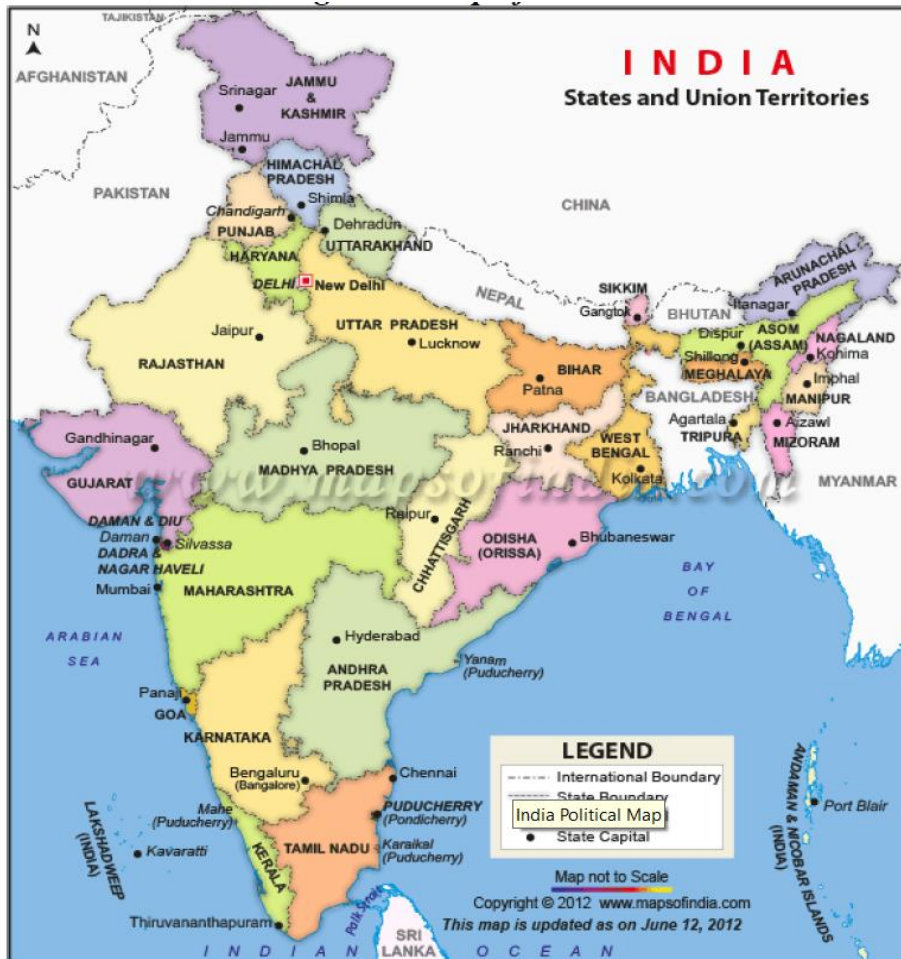 N
TAJIKISTAN
AFGHANISTAN
INDIA
States and Union Territories
JAMMU
&
KASHMIR
Srinagar
Jammu
PAKISTAN
HIMACHAL
PRADESH
Shimla
CHINA
Chandigarh
PUNJAB
Dehradun
UTTARAKHAND
HARYANA
DELHI
New Delhi
NEPAL
SIKKIM
Gangtok
BHUTAN
ARUNACHAL
PRADESH
Itanagar
Dispur
ASOM
(ASSAM)
NAGALAND
Kohima
Shillong
MEGHALAYA
Imphal
MANIPUR
BANGLADESH
Agartala
TRIPURA
Aizawl
MIZORAM
MYANMAR
Jaipur
RAJASTHAN
UTTAR PRADESH
Lucknow
BIHAR
Patna
JHARKHAND
Ranchi
WEST
BENGAL
Kolkata
Gandhinagar
GUJARAT
Bhopal
MADHYA PRADESH
www.mapsofindia.com
Raipur
CHHATTISGARH
ODISHA
(ORISSA)
Bhubaneswar
DAMAN & DIU
Daman
Silvassa
DADRA &
NAGAR HAVELI
Mumbai
MAHARASHTRA
BAY
OF
BENGAL
ARABIAN
SEA
Hyderabad
ANDHRA
PRADESH
Yanam
(Puducherry)
Panaji
GOA
KARNATAKA
Bengaluru
(Bangalore)
Chennai
Mahe
(Puducherry)
PUDUCHERRY
(Pondicherry)
Karaikal
(Puducherry)
TAMIL NADU
KERALA
LAKSHADWEEP
(INDIA)
Kavaratti
Thiruvananthapuram
Palk Strait
SRI
LANKA
INDIAN OCEAN
ANDAMAN & NICOBAR ISLANDS
(INDIA)
Port Blair
LEGEND
International Boundary
State Boundary
India Political Map
State Capital
Map not to Scale
Copyright © 2012 www.mapsofindia.com
This map is updated as on June 12, 2012